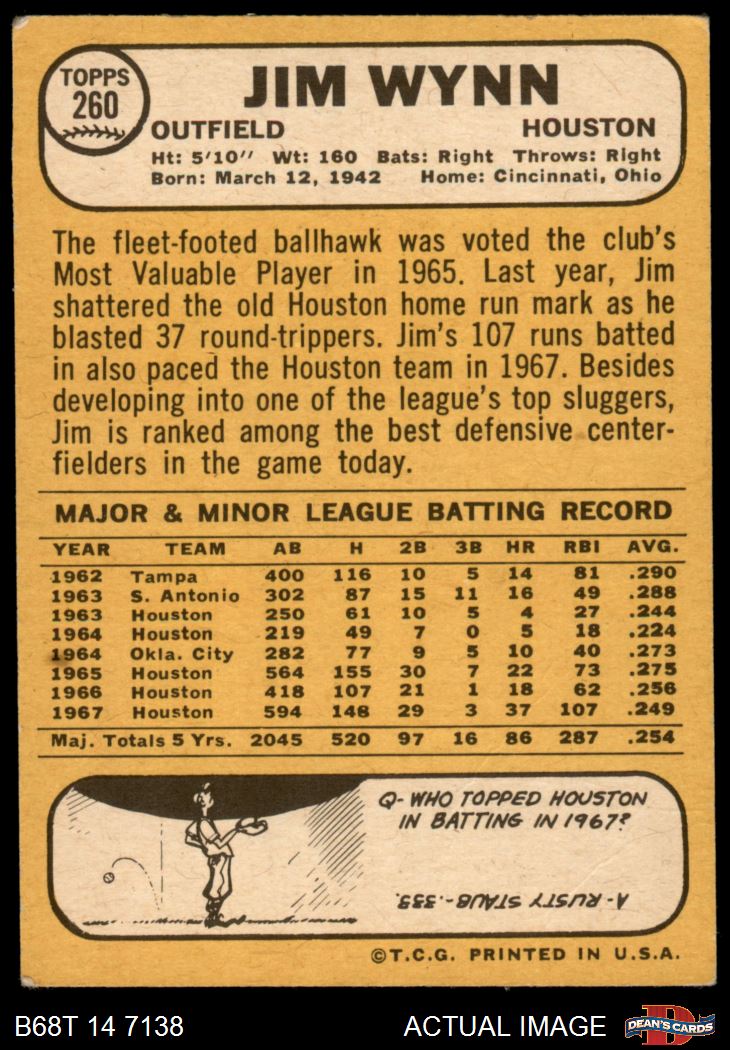 TOPPS
260
JIM WYNN
OUTFIELD HOUSTON
Ht: 5'10" Wt: 160 Bats: Right Throws: Right
Born: March 12, 1942 Home: Cincinnati, Ohio
The fleet-footed ballhawk was voted the club's
Most Valuable Player in 1965. Last year, Jim
shattered the old Houston home run mark as he
blasted 37 round-trippers. Jim's 107 runs batted
in also paced the Houston team in 1967. Besides
developing into one of the league's top sluggers,
Jim is ranked among the best defensive center-
fielders in the game today.
MAJOR & MINOR LEAGUE BATTING RECORD
YEAR TEAM AB H 2B 3B HR RBI AVG.
1962 Tampa 400 116 10 5 14 81 .290
1963 S. Antonio 302 87 15 11 16 49 .288
1963 Houston 250 61 10 5 4 27 .244
1964 Houston 219 49 7 0 5 18 .224
1964 Okla. City 282 77 9 5 10 40 .273
1965 Houston 564 155 30 7 22 73 .275
1966 Houston 418 107 21 1 18 62 .256
1967 Houston 594 148 29 3 37 107 .249
Maj. Totals 5 Yrs. 2045 520 97 16 86 287 .254
Q- WHO TOPPED HOUSTON
IN BATTING IN 1967?
A- RUSTY STAUB-.333.
©T.C.G. PRINTED IN U.S.A.
B68T 14 7138 ACTUAL IMAGE
D
DEAN'S CARDS